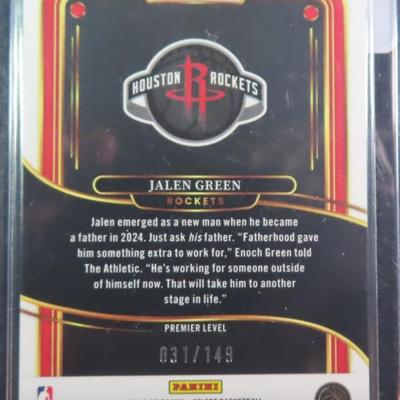 HOUSTON R ROCKETS
JALEN GREEN
ROCKETS
Jalen emerged as a new man when he became
a father in 2024. Just ask his father. “Fatherhood gave
him something extra to work for,” Enoch Green told
The Athletic. “He's working for someone outside
of himself now. That will take him to another
stage in life.”
PREMIER LEVEL
031/149
PANINI